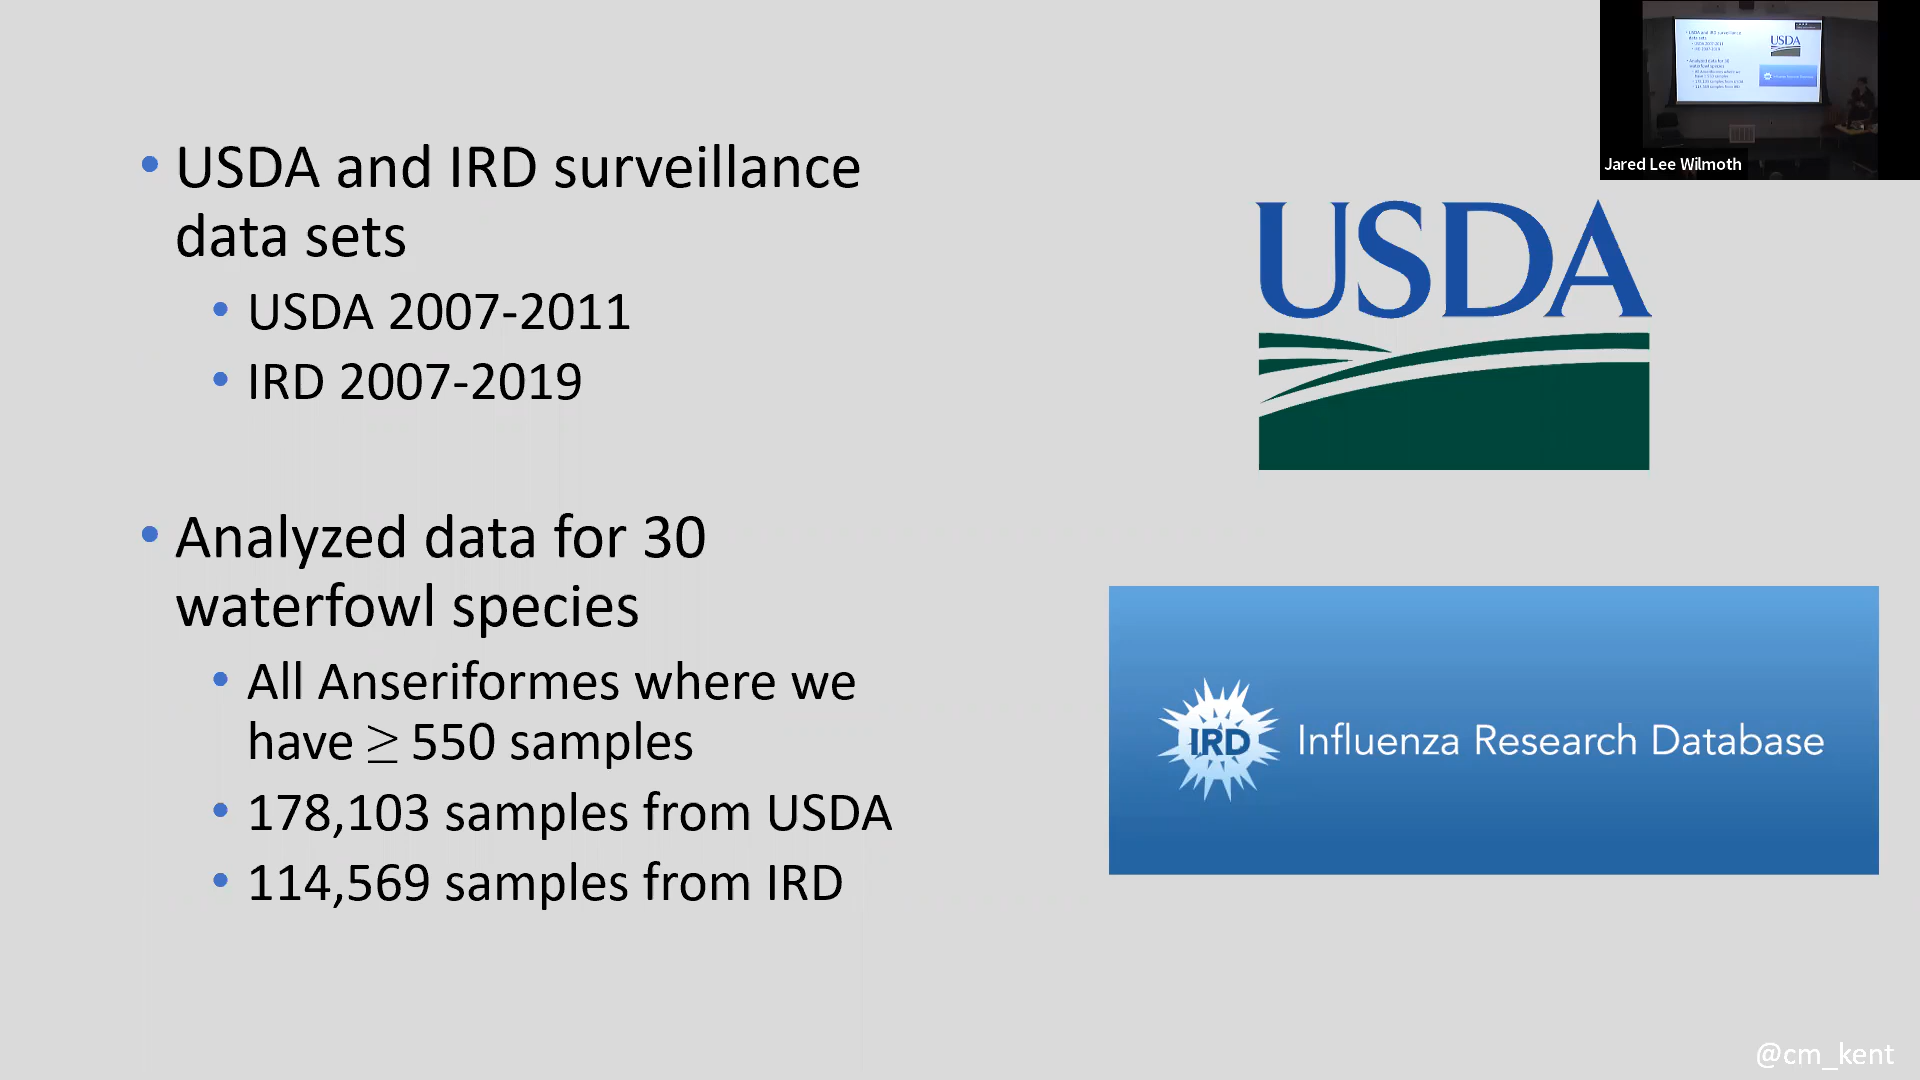 • USDA and IRD surveillance
data sets
• USDA 2007-2011
• IRD 2007-2019
• Analyzed data for 30
waterfowl species
• All Anseriformes where we
have ≥ 550 samples
• 178,103 samples from USDA
• 114,569 samples from IRD
Jared Lee Wilmoth
USDA
IRD Influenza Research Database
@cm_kent